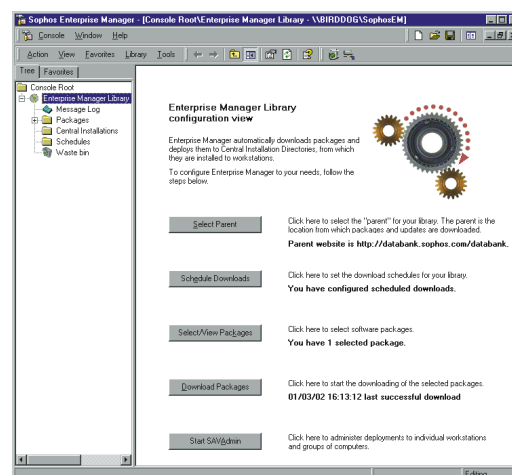 Sophos Enterprise Manager - [Console Root\Enterprise Manager Library - \\BIRDDOG\SophosEM]
Console Window Help
Action View Favorites Library Tools
Tree Favorites
Console Root
Enterprise Manager Library
Message Log
Packages
Central Installations
Schedules
Waste bin
Enterprise Manager Library
configuration view
Enterprise Manager automatically downloads packages and
deploys them to Central Installation Directories, from which
they are installed to workstations.
To configure Enterprise Manager to your needs, follow the
steps below.
Select Parent
Click here to select the "parent" for your library. The parent is the
location from which packages and updates are downloaded.
Parent website is http://databank.sophos.com/databank.
Schedule Downloads
Click here to set the download schedules for your library.
You have configured scheduled downloads.
Select/View Packages
Click here to select software packages.
You have 1 selected package.
Download Packages
Click here to start the downloading of the selected packages.
01/03/02 16:13:12 last successful download
Start SAVAdmin
Click here to administer deployments to individual workstations
and groups of computers.
Editing